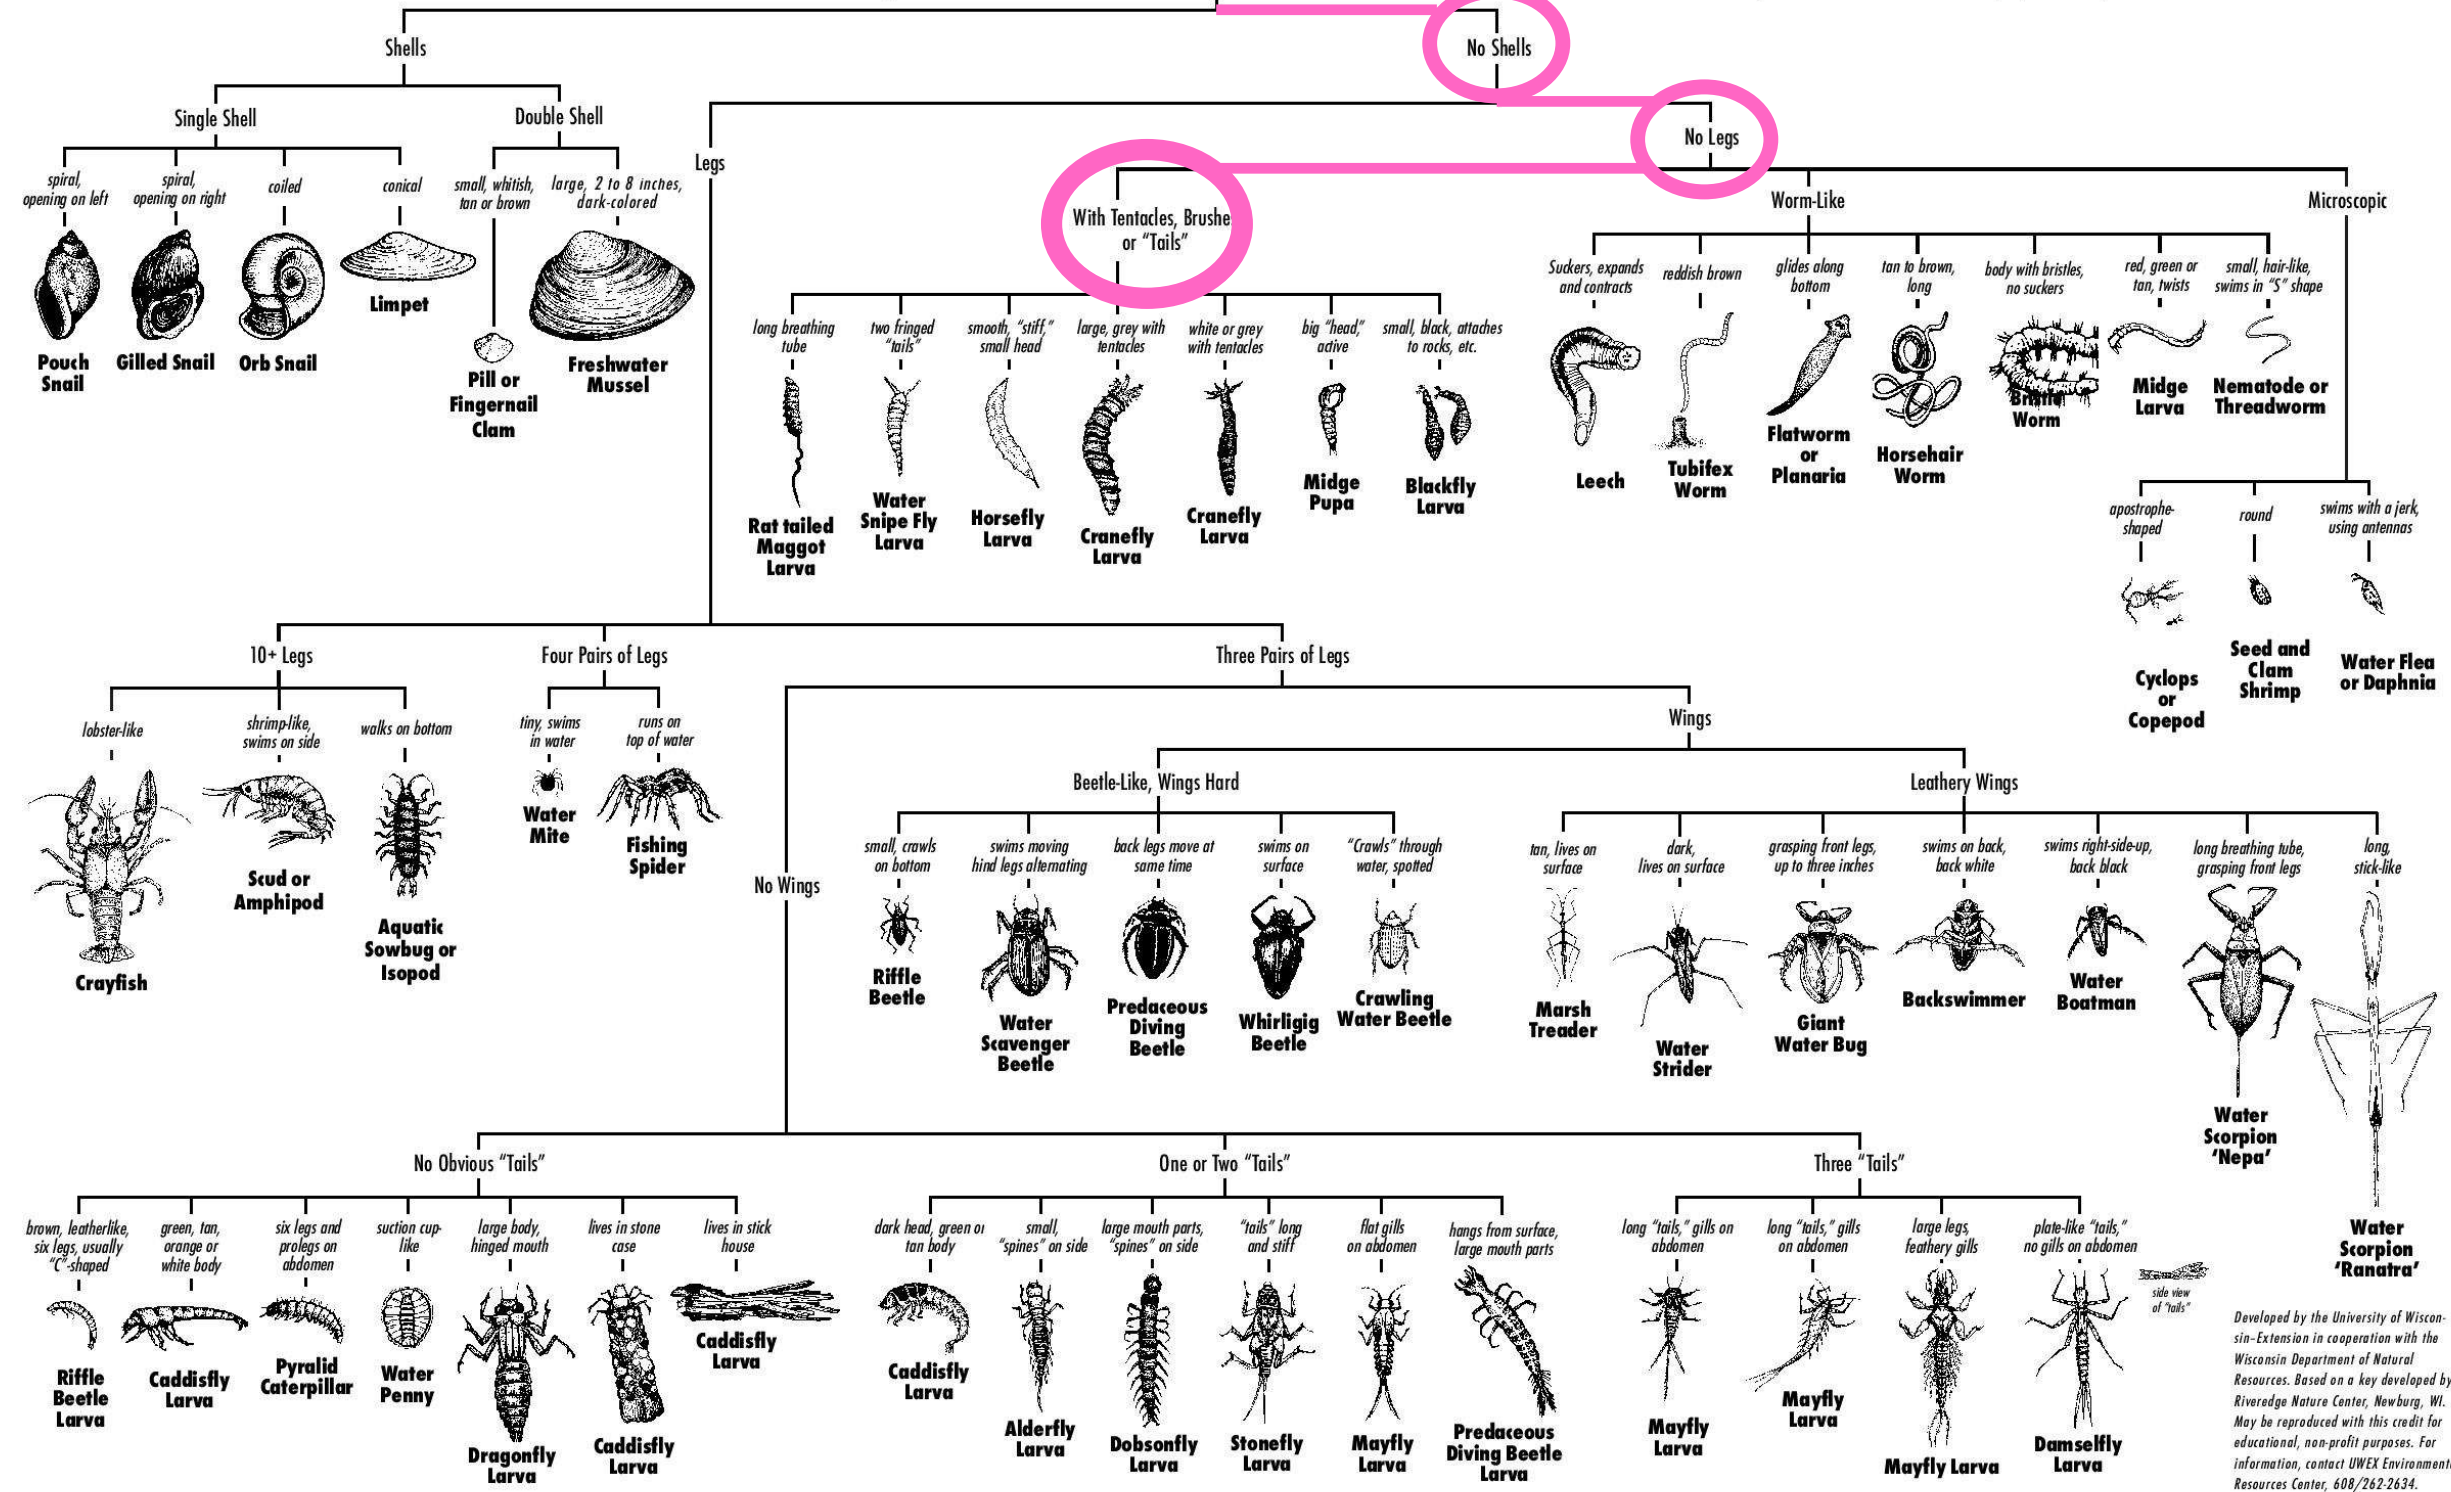 Shells
No Shells
Single Shell
Double Shell
Legs
No Legs
spiral,
opening on left
spiral,
opening on right
coiled
conical
small, whitish,
tan or brown
large, 2 to 8 inches,
dark-colored
Pouch
Snail
Gilled Snail
Orb Snail
Limpet
Pill or
Fingernail
Clam
Freshwater
Mussel
With Tentacles, Brushe
or “Tails”
Worm-Like
Microscopic
long breathing
tube
two fringed
“tails”
smooth, “stiff,”
small head
large, grey with
tentacles
white or grey
with tentacles
big “head,”
active
small, black, attaches
to rocks, etc.
Rat tailed
Maggot
Larva
Water
Snipe Fly
Larva
Horsefly
Larva
Cranefly
Larva
Cranefly
Larva
Midge
Pupa
Blackfly
Larva
Suckers, expands
and contracts
reddish brown
glides along
bottom
tan to brown,
long
body with bristles,
no suckers
red, green or
tan, twists
small, hair-like,
swims in “S” shape
Leech
Tubifex
Worm
Flatworm
or
Planaria
Horsehair
Worm
Bristle
Worm
Midge
Larva
Nematode or
Threadworm
apostrophe-
shaped
round
swims with a jerk,
using antennas
Cyclops
or
Copepod
Seed and
Clam
Shrimp
Water Flea
or Daphnia
10+ Legs
Four Pairs of Legs
Three Pairs of Legs
lobster-like
shrimp-like,
swims on side
walks on bottom
tiny, swims
in water
runs on
top of water
Crayfish
Scud or
Amphipod
Aquatic
Sowbug or
Isopod
Water
Mite
Fishing
Spider
No Wings
Wings
Beetle-Like, Wings Hard
Leathery Wings
small, crawls
on bottom
swims moving
hind legs alternating
back legs move at
same time
swims on
surface
“Crawls” through
water, spotted
Riffle
Beetle
Water
Scavenger
Beetle
Predaceous
Diving
Beetle
Whirligig
Beetle
Crawling
Water Beetle
tan, lives on
surface
dark,
lives on surface
grasping front legs,
up to three inches
swims on back,
back white
swims right-side-up,
back black
long breathing tube,
grasping front legs
long,
stick-like
Marsh
Treader
Water
Strider
Giant
Water Bug
Backswimmer
Water
Boatman
Water
Scorpion
‘Nepa’
Water
Scorpion
‘Ranatra’
No Obvious “Tails”
One or Two “Tails”
Three “Tails”
brown, leatherlike,
six legs, usually
“C”-shaped
green, tan,
orange or
white body
six legs and
prolegs on
abdomen
suction cup-
like
large body,
hinged mouth
lives in stone
case
lives in stick
house
Riffle
Beetle
Larva
Caddisfly
Larva
Pyralid
Caterpillar
Water
Penny
Dragonfly
Larva
Caddisfly
Larva
Caddisfly
Larva
dark head, green or
tan body
small,
“spines” on side
large mouth parts,
“spines” on side
“tails” long
and stiff
flat gills
on abdomen
hangs from surface,
large mouth parts
Caddisfly
Larva
Alderfly
Larva
Dobsonfly
Larva
Stonefly
Larva
Mayfly
Larva
Predaceous
Diving Beetle
Larva
long “tails,” gills on
abdomen
long “tails,” gills
on abdomen
large legs,
feathery gills
plate-like “tails,”
no gills on abdomen
side view
of “tails”
Mayfly
Larva
Mayfly
Larva
Mayfly Larva
Damselfly
Larva
Developed by the University of Wiscon-
sin–Extension in cooperation with the
Wisconsin Department of Natural
Resources. Based on a key developed by
Riveredge Nature Center, Newburg, WI.
May be reproduced with this credit for
educational, non-profit purposes. For
information, contact UWEX Environment
Resources Center, 608/262-2634.